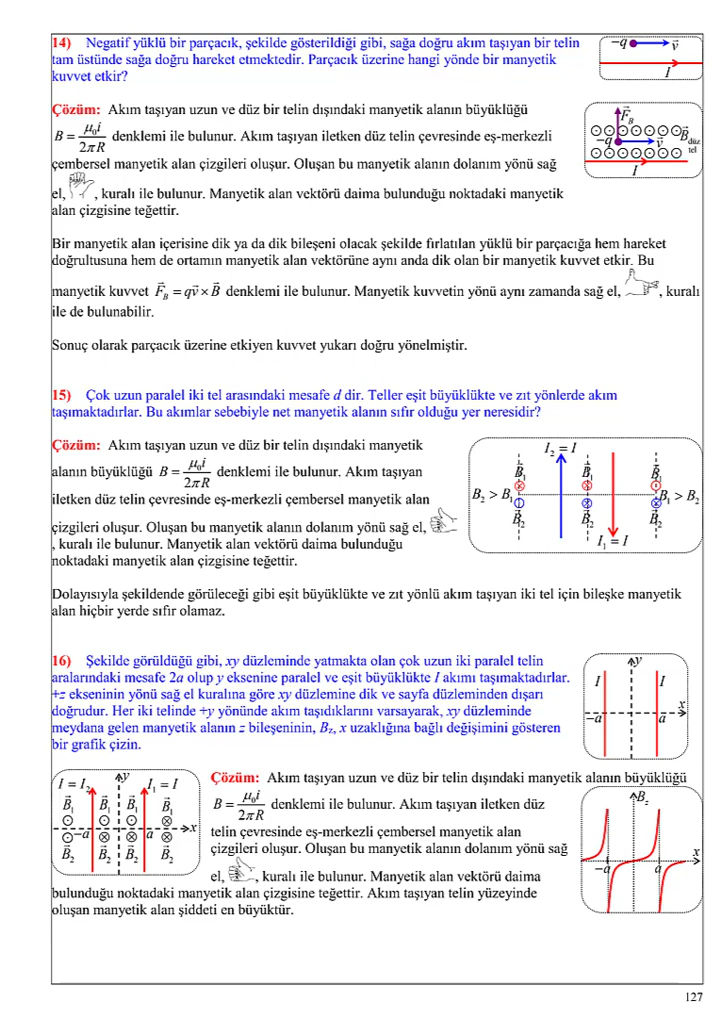 14) Negatif yüklü bir parçacık, şekilde gösterildiği gibi, sağa doğru akım taşıyan bir telin
tam üstünde sağa doğru hareket etmektedir. Parçacık üzerine hangi yönde bir manyetik
kuvvet etkir?
−q v
I
Çözüm: Akım taşıyan uzun ve düz bir telin dışındaki manyetik alanın büyüklüğü
B = μ₀i / 2πR denklemi ile bulunur. Akım taşıyan iletken düz telin çevresinde eş-merkezli
çembersel manyetik alan çizgileri oluşur. Oluşan bu manyetik alanın dolanım yönü sağ
el, , kuralı ile bulunur. Manyetik alan vektörü daima bulunduğu noktadaki manyetik
alan çizgisine teğettir.
F_B
B düz tel
−q v
I
Bir manyetik alan içerisine dik ya da dik bileşeni olacak şekilde fırlatılan yüklü bir parçacığa hem hareket
doğrultusuna hem de ortamın manyetik alan vektörüne aynı anda dik olan bir manyetik kuvvet etkir. Bu
manyetik kuvvet F_B = qv × B denklemi ile bulunur. Manyetik kuvvetin yönü aynı zamanda sağ el, , kuralı
ile de bulunabilir.
Sonuç olarak parçacık üzerine etkiyen kuvvet yukarı doğru yönelmiştir.
15) Çok uzun paralel iki tel arasındaki mesafe d dir. Teller eşit büyüklükte ve zıt yönlerde akım
taşımaktadırlar. Bu akımlar sebebiyle net manyetik alanın sıfır olduğu yer neresidir?
Çözüm: Akım taşıyan uzun ve düz bir telin dışındaki manyetik
alanın büyüklüğü B = μ₀i / 2πR denklemi ile bulunur. Akım taşıyan
iletken düz telin çevresinde eş-merkezli çembersel manyetik alan
çizgileri oluşur. Oluşan bu manyetik alanın dolanım yönü sağ el,
, kuralı ile bulunur. Manyetik alan vektörü daima bulunduğu
noktadaki manyetik alan çizgisine teğettir.
I₂ = I
B₁ B₁ B₁
B₂ > B₁ B₁ > B₂
B₂ B₂ B₂
I₁ = I
Dolayısıyla şekildende görüleceği gibi eşit büyüklükte ve zıt yönlü akım taşıyan iki tel için bileşke manyetik
alan hiçbir yerde sıfır olamaz.
16) Şekilde görüldüğü gibi, xy düzleminde yatmakta olan çok uzun iki paralel telin
aralarındaki mesafe 2a olup y eksenine paralel ve eşit büyüklükte I akımı taşımaktadırlar.
+z ekseninin yönü sağ el kuralına göre xy düzlemine dik ve sayfa düzleminden dışarı
doğrudur. Her iki telinde +y yönünde akım taşıdıklarını varsayarak, xy düzleminde
meydana gelen manyetik alanın z bileşeninin, B_z, x uzaklığına bağlı değişimini gösteren
bir grafik çizin.
y
I I
x
−a a
I = I₂ y I₁ = I
B₁ B₁ B₁ B₁
−a a x
B₂ B₂ B₂ B₂
Çözüm: Akım taşıyan uzun ve düz bir telin dışındaki manyetik alanın büyüklüğü
B = μ₀i / 2πR denklemi ile bulunur. Akım taşıyan iletken düz
telin çevresinde eş-merkezli çembersel manyetik alan
çizgileri oluşur. Oluşan bu manyetik alanın dolanım yönü sağ
el, , kuralı ile bulunur. Manyetik alan vektörü daima
bulunduğu noktadaki manyetik alan çizgisine teğettir. Akım taşıyan telin yüzeyinde
oluşan manyetik alan şiddeti en büyüktür.
B_z
x
−a a
127